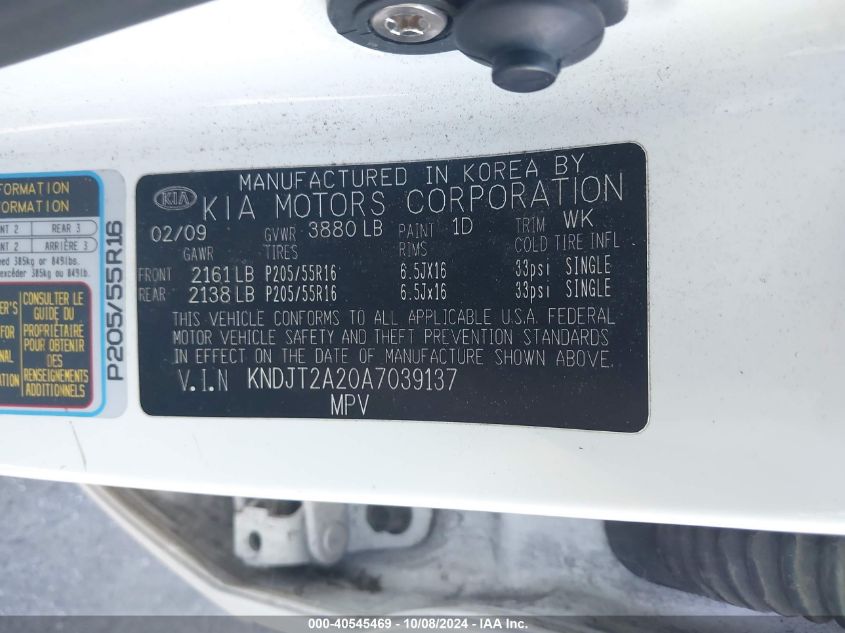 FORMATION
FORMATION
NT 2 REAR 3
NT 2 ARRIÈRE 3
eed 385kg or 849lbs.
excéder 385kg ou 849lb.
CONSULTER LE
GUIDE DU
PROPRIÉTAIRE
POUR OBTENIR
DES
RENSEIGNEMENTS
ADDITIONNELS
ER'S
FOR
NAL
ATION
P205/55R16
MANUFACTURED IN KOREA BY
KIA KIA MOTORS CORPORATION
02/09 GVWR 3880 LB PAINT 1D TRIM WK
GAWR TIRES RIMS COLD TIRE INFL
FRONT 2161 LB P205/55R16 6.5Jx16 33psi SINGLE
REAR 2138 LB P205/55R16 6.5Jx16 33psi SINGLE
THIS VEHICLE CONFORMS TO ALL APPLICABLE U.S.A. FEDERAL
MOTOR VEHICLE SAFETY AND THEFT PREVENTION STANDARDS
IN EFFECT ON THE DATE OF MANUFACTURE SHOWN ABOVE.
V.I.N KNDJT2A20A7039137
MPV
000-40545469 - 10/08/2024 - IAA Inc.